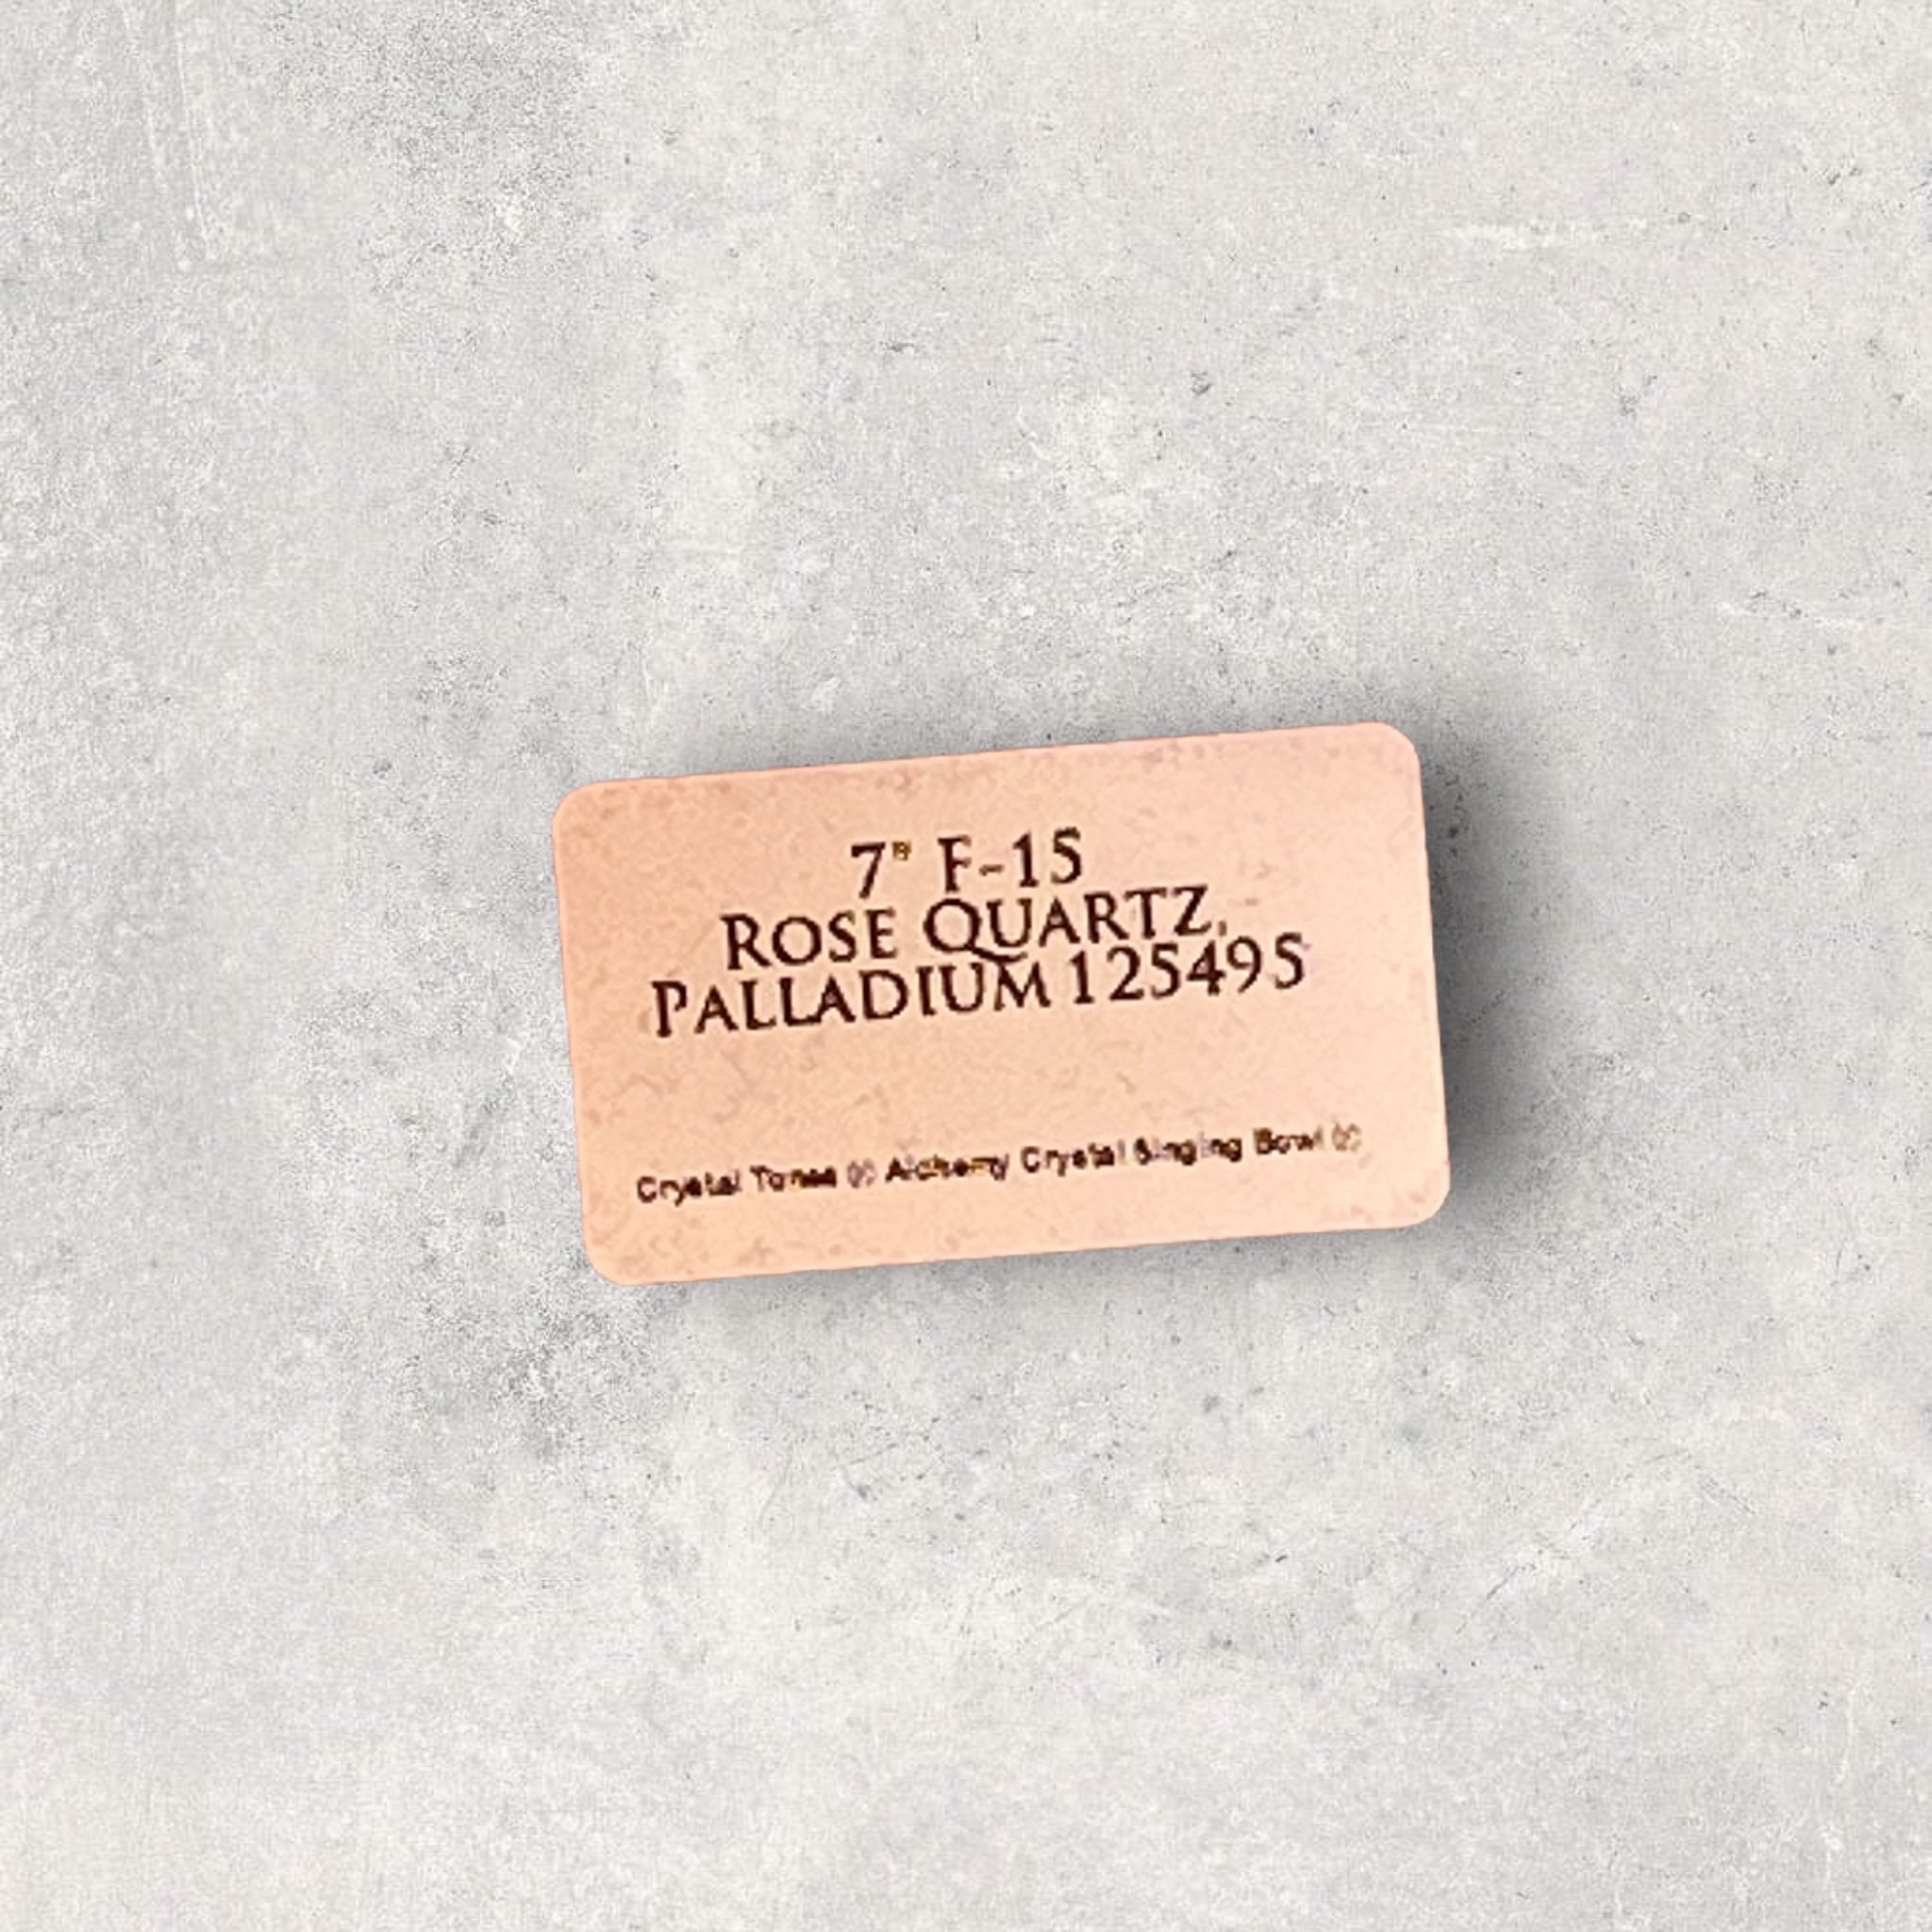 7" F-15
ROSE QUARTZ,
PALLADIUM 125495
Crystal Tones ® Alchemy Crystal Singing Bowl ®